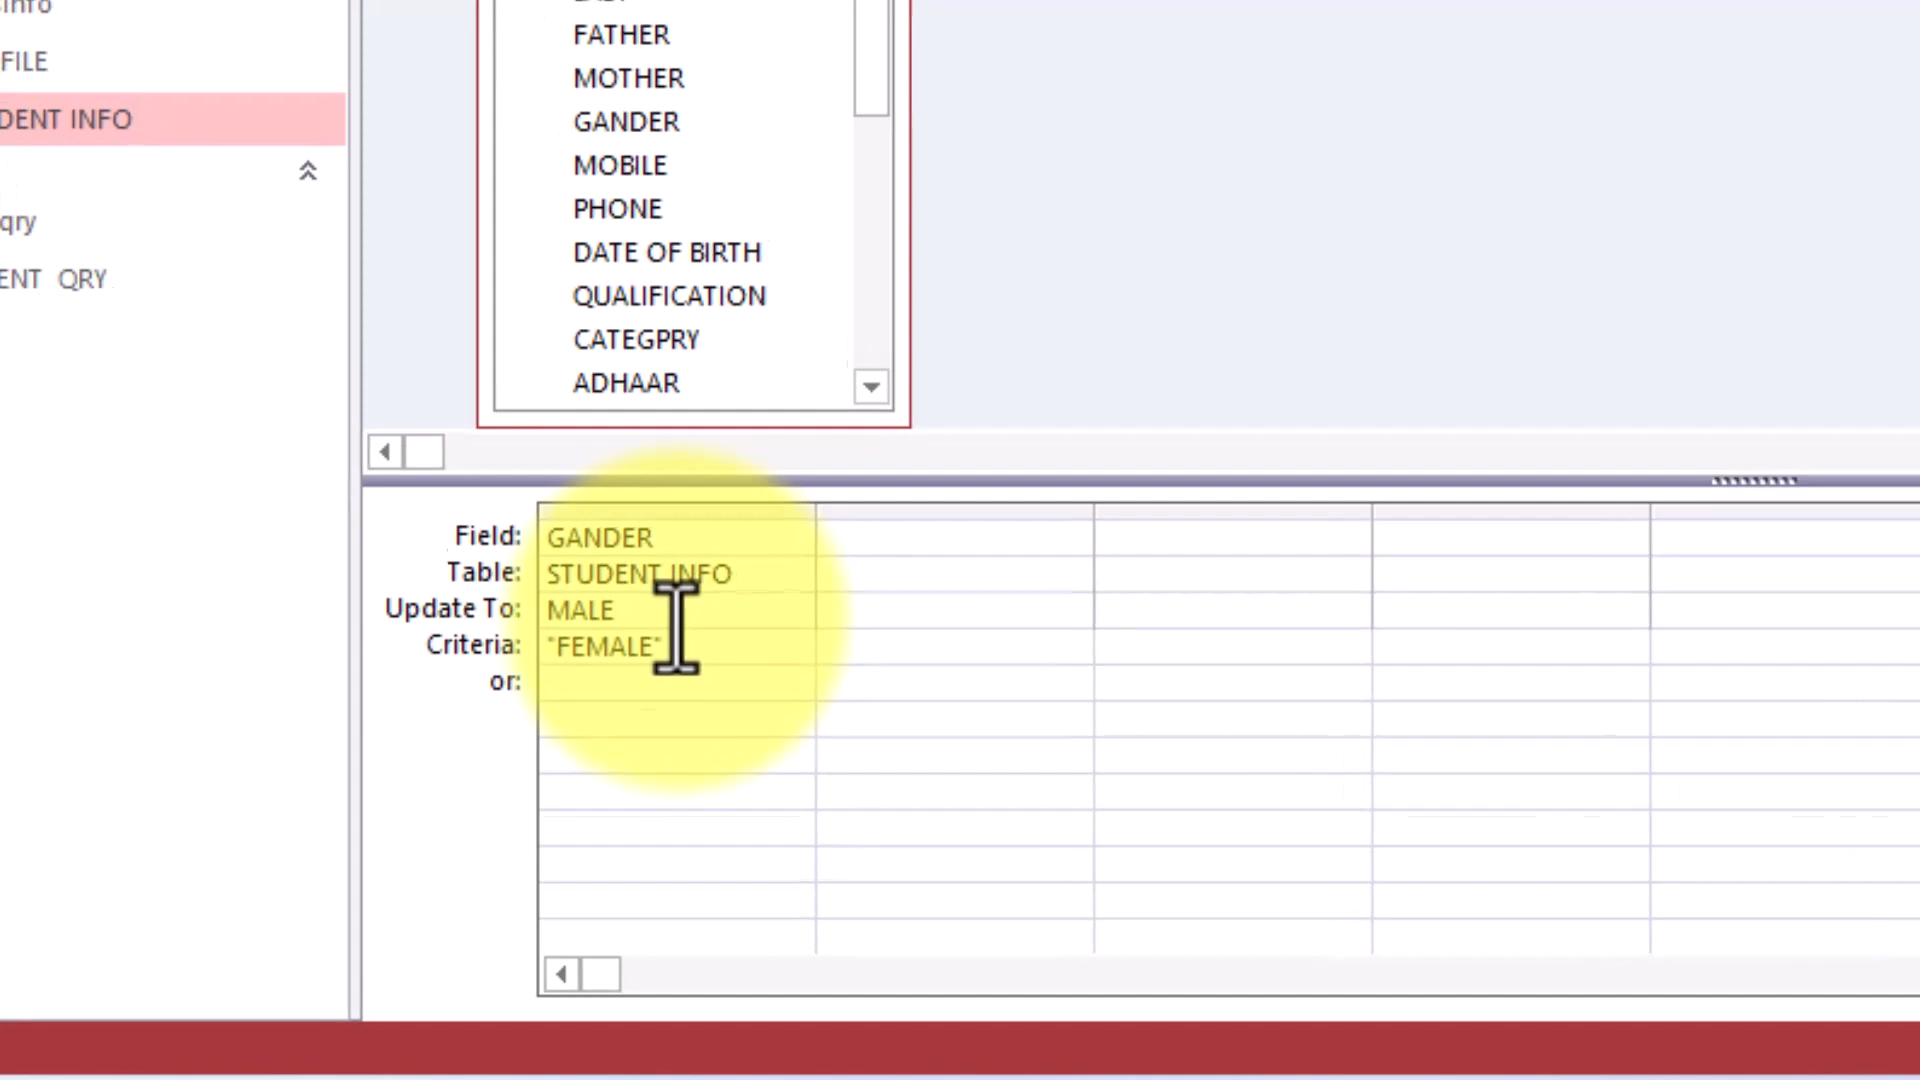 FILE
DENT INFO
qry
ENT QRY
FATHER
MOTHER
GANDER
MOBILE
PHONE
DATE OF BIRTH
QUALIFICATION
CATEGPRY
ADHAAR
Field: GANDER
Table: STUDENT INFO
Update To: MALE
Criteria: "FEMALE"
or: